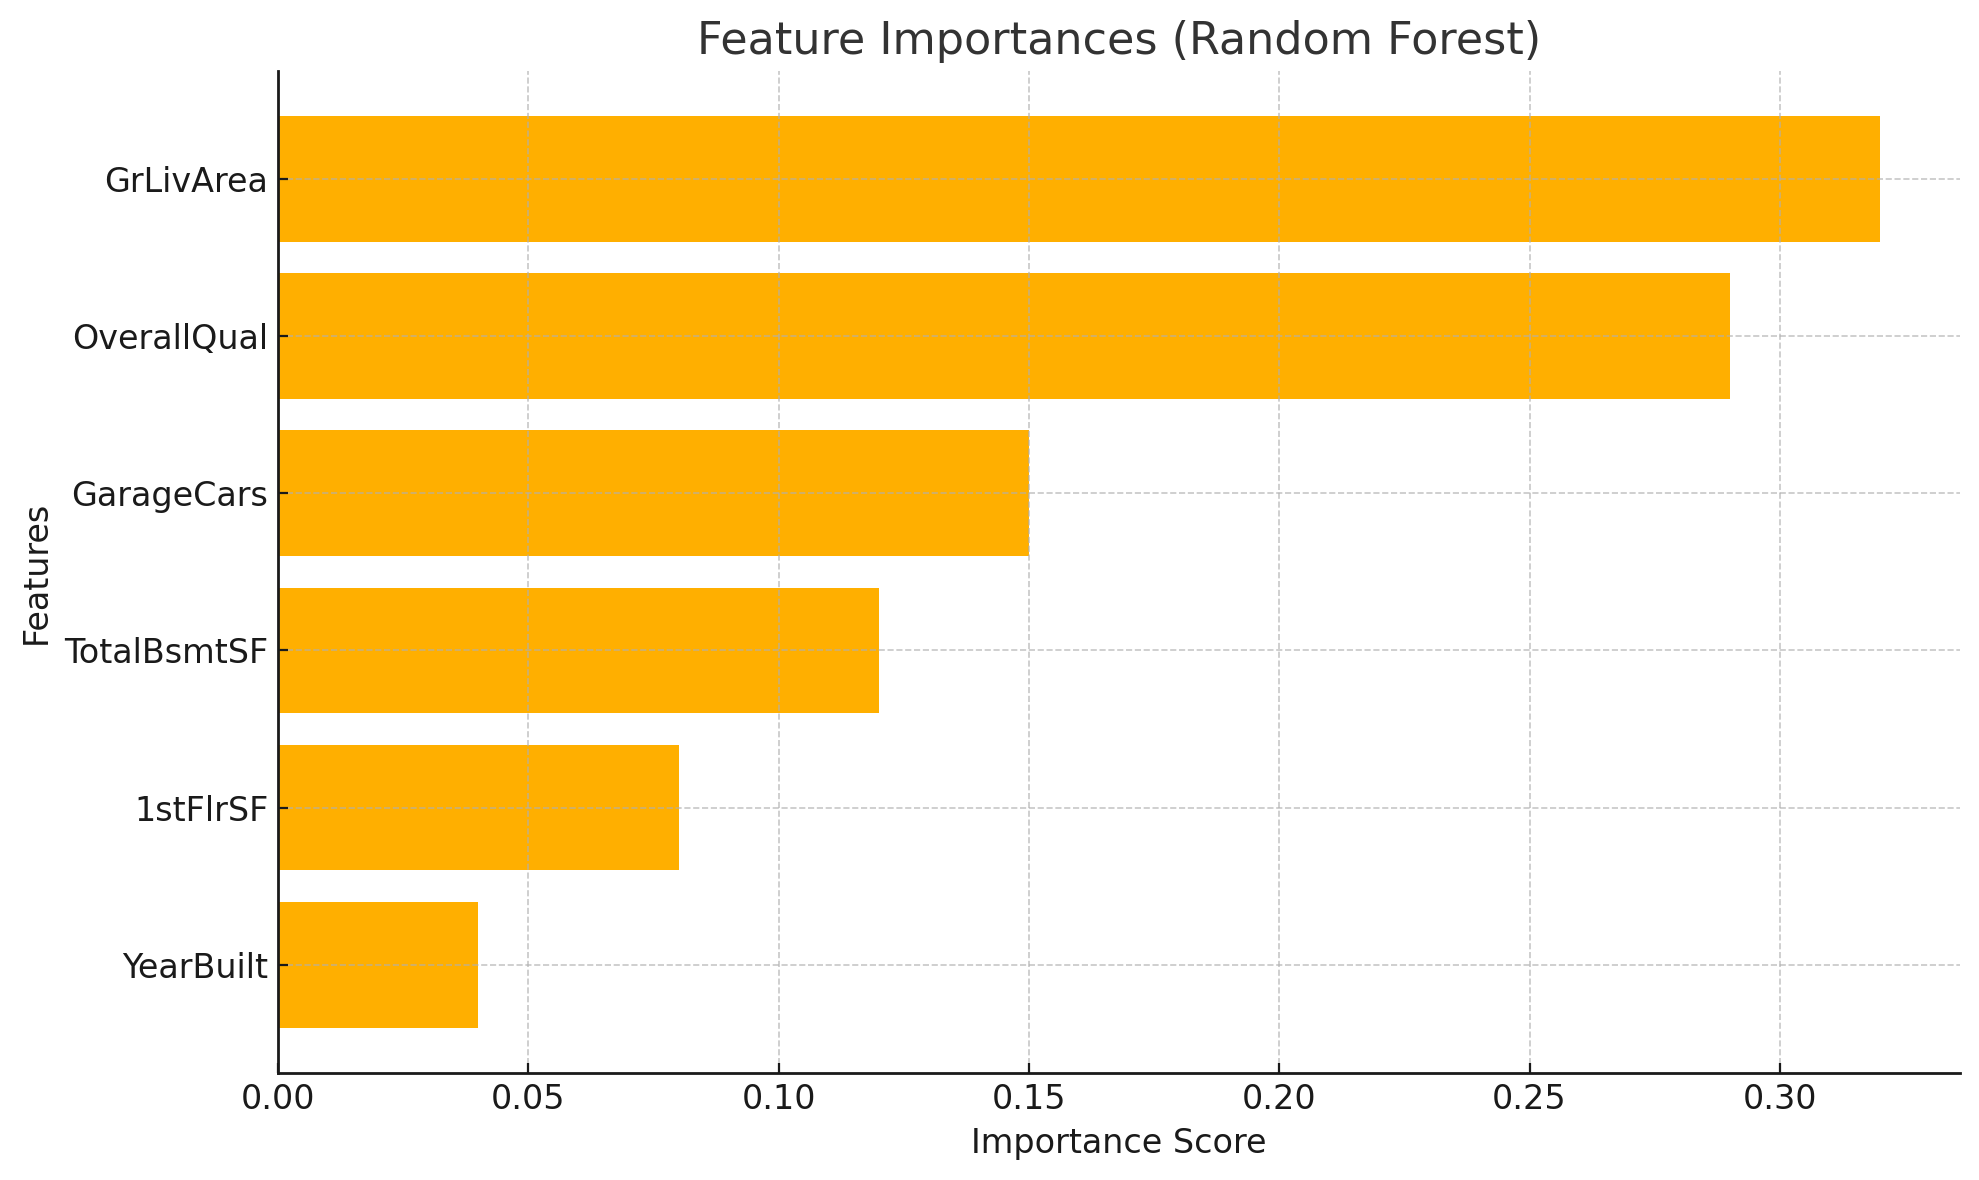 Feature Importances (Random Forest)
GrLivArea
OverallQual
GarageCars
TotalBsmtSF
1stFlrSF
YearBuilt
Features
0.00 0.05 0.10 0.15 0.20 0.25 0.30
Importance Score